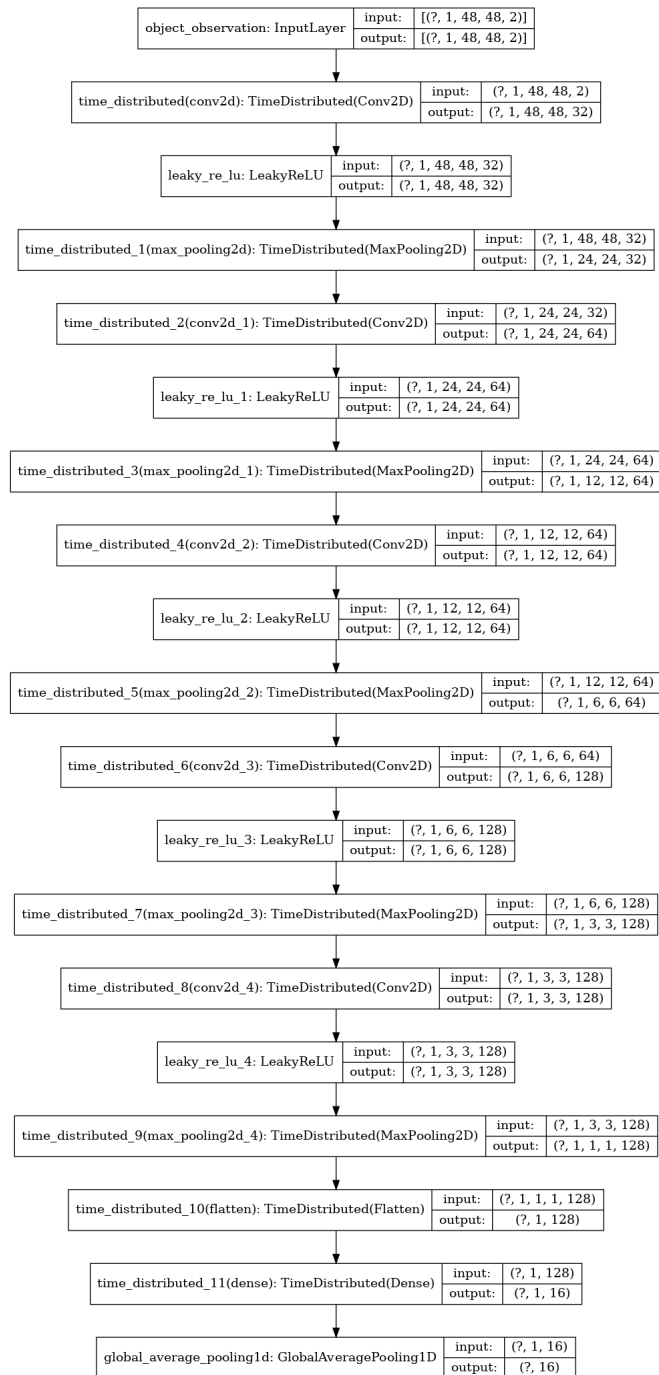 object_observation: InputLayer
input: [(?, 1, 48, 48, 2)]
output: [(?, 1, 48, 48, 2)]
time_distributed(conv2d): TimeDistributed(Conv2D)
input: (?, 1, 48, 48, 2)
output: (?, 1, 48, 48, 32)
leaky_re_lu: LeakyReLU
input: (?, 1, 48, 48, 32)
output: (?, 1, 48, 48, 32)
time_distributed_1(max_pooling2d): TimeDistributed(MaxPooling2D)
input: (?, 1, 48, 48, 32)
output: (?, 1, 24, 24, 32)
time_distributed_2(conv2d_1): TimeDistributed(Conv2D)
input: (?, 1, 24, 24, 32)
output: (?, 1, 24, 24, 64)
leaky_re_lu_1: LeakyReLU
input: (?, 1, 24, 24, 64)
output: (?, 1, 24, 24, 64)
time_distributed_3(max_pooling2d_1): TimeDistributed(MaxPooling2D)
input: (?, 1, 24, 24, 64)
output: (?, 1, 12, 12, 64)
time_distributed_4(conv2d_2): TimeDistributed(Conv2D)
input: (?, 1, 12, 12, 64)
output: (?, 1, 12, 12, 64)
leaky_re_lu_2: LeakyReLU
input: (?, 1, 12, 12, 64)
output: (?, 1, 12, 12, 64)
time_distributed_5(max_pooling2d_2): TimeDistributed(MaxPooling2D)
input: (?, 1, 12, 12, 64)
output: (?, 1, 6, 6, 64)
time_distributed_6(conv2d_3): TimeDistributed(Conv2D)
input: (?, 1, 6, 6, 64)
output: (?, 1, 6, 6, 128)
leaky_re_lu_3: LeakyReLU
input: (?, 1, 6, 6, 128)
output: (?, 1, 6, 6, 128)
time_distributed_7(max_pooling2d_3): TimeDistributed(MaxPooling2D)
input: (?, 1, 6, 6, 128)
output: (?, 1, 3, 3, 128)
time_distributed_8(conv2d_4): TimeDistributed(Conv2D)
input: (?, 1, 3, 3, 128)
output: (?, 1, 3, 3, 128)
leaky_re_lu_4: LeakyReLU
input: (?, 1, 3, 3, 128)
output: (?, 1, 3, 3, 128)
time_distributed_9(max_pooling2d_4): TimeDistributed(MaxPooling2D)
input: (?, 1, 3, 3, 128)
output: (?, 1, 1, 1, 128)
time_distributed_10(flatten): TimeDistributed(Flatten)
input: (?, 1, 1, 1, 128)
output: (?, 1, 128)
time_distributed_11(dense): TimeDistributed(Dense)
input: (?, 1, 128)
output: (?, 1, 16)
global_average_pooling1d: GlobalAveragePooling1D
input: (?, 1, 16)
output: (?, 16)